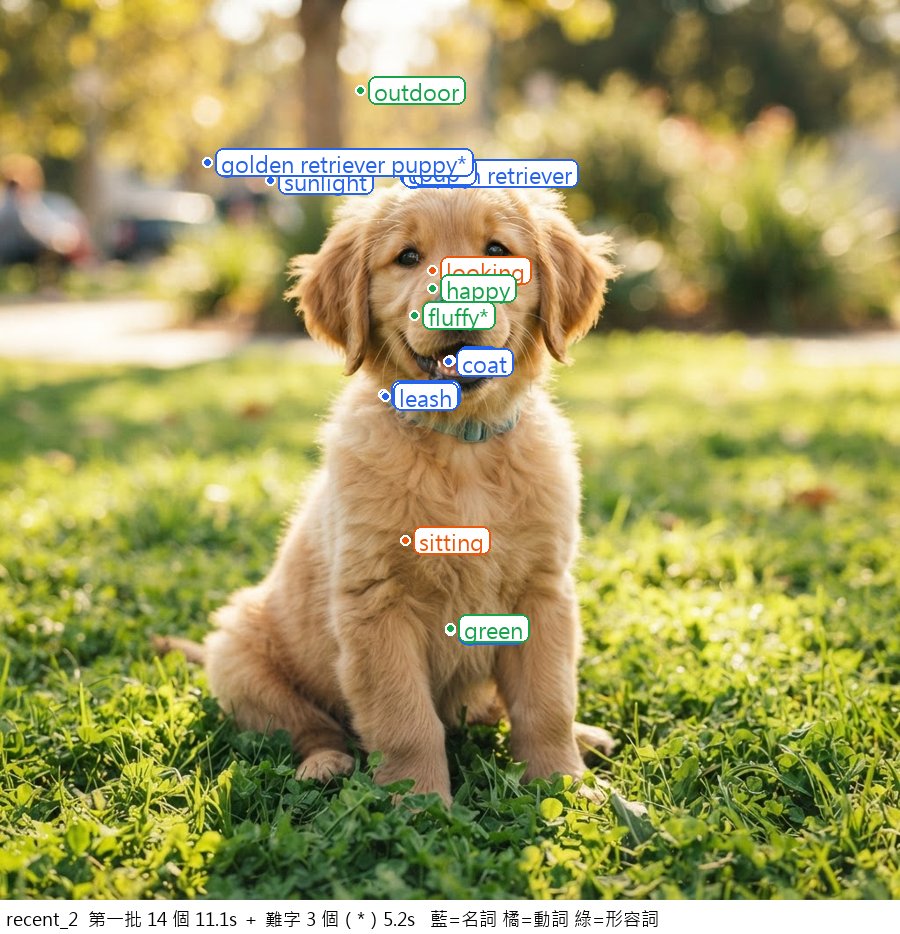 outdoor
golden retriever puppy*
n retriever
sunlight
looking
happy
fluffy*
coat
leash
sitting
green
recent_2 第一批 14 個 11.1s + 難字 3 個 ( * ) 5.2s 藍=名詞 橘=動詞 綠=形容詞